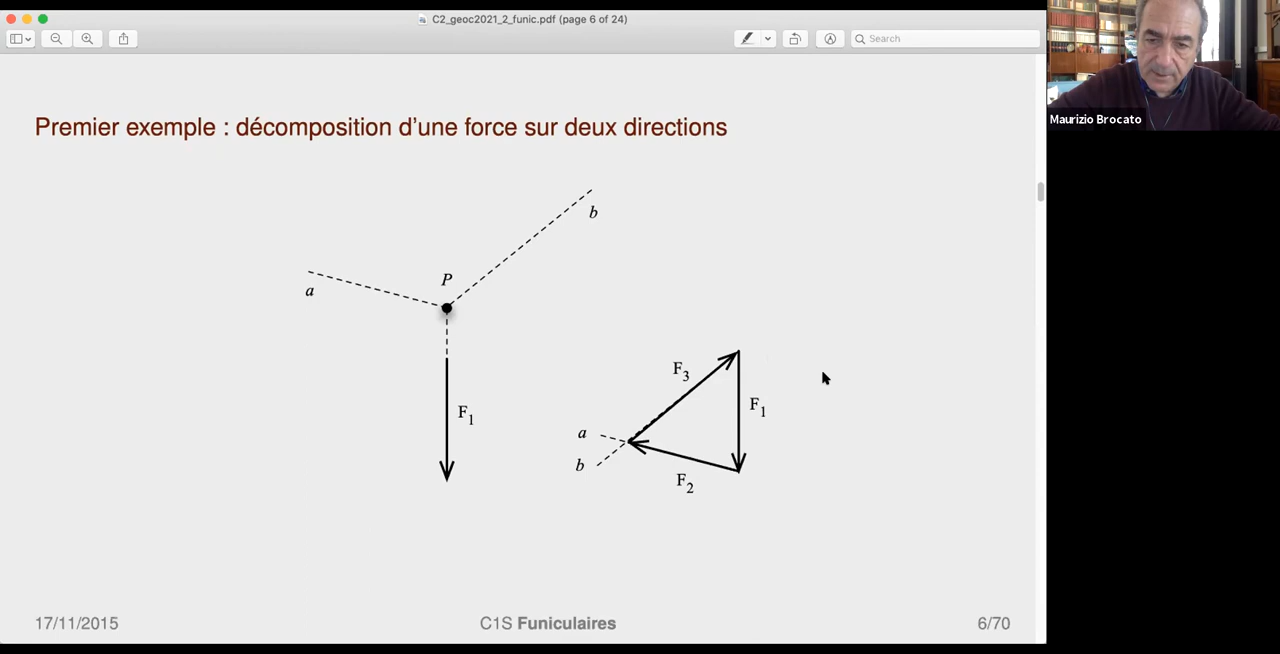 C2_geoc2021_2_funic.pdf (page 6 of 24)
Search
Maurizio Brocato
Premier exemple : décomposition d’une force sur deux directions
b
P
a
F1
F3
F1
a
b
F2
17/11/2015
C1S Funiculaires
6/70